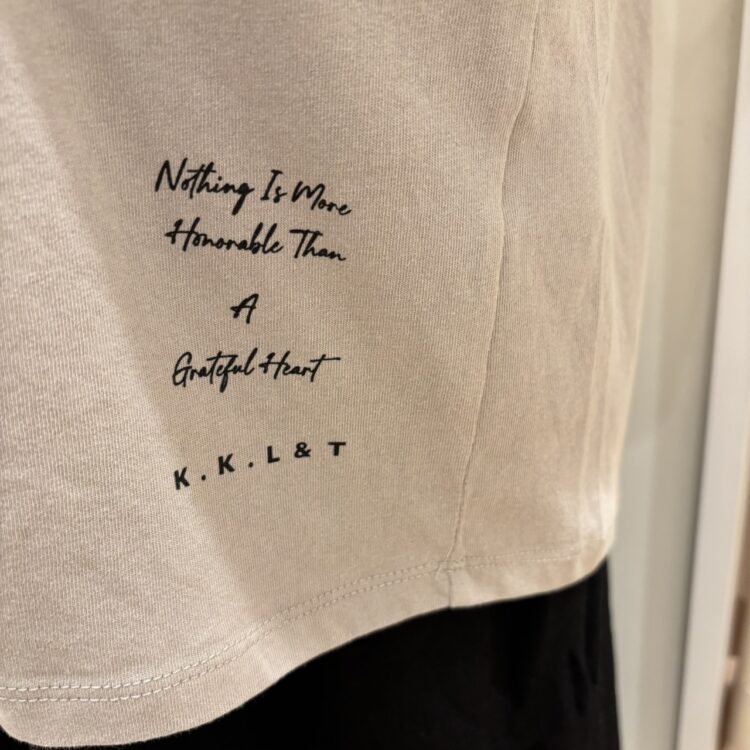 Nothing Is More
Honorable Than
A
Grateful Heart
K.K.L & T